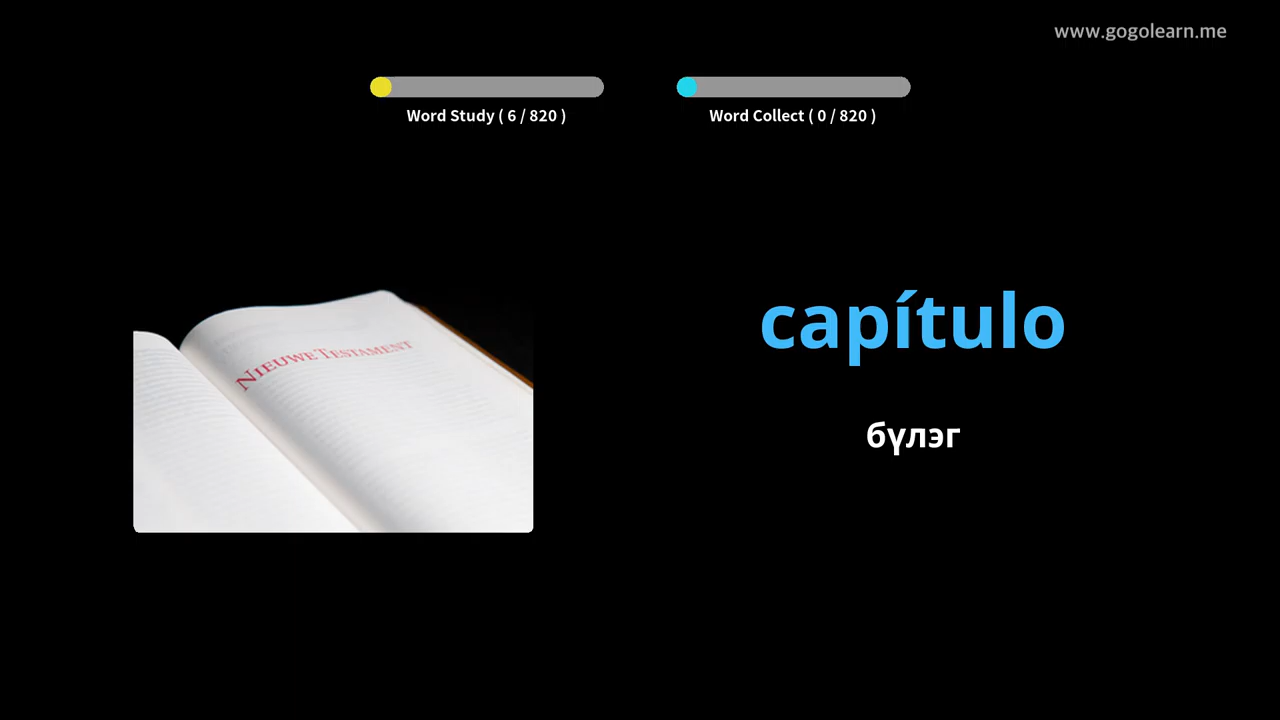 www.gogolearn.me
Word Study ( 6 / 820 )
Word Collect ( 0 / 820 )
NIEUWE TESTAMENT
capítulo
бүлэг